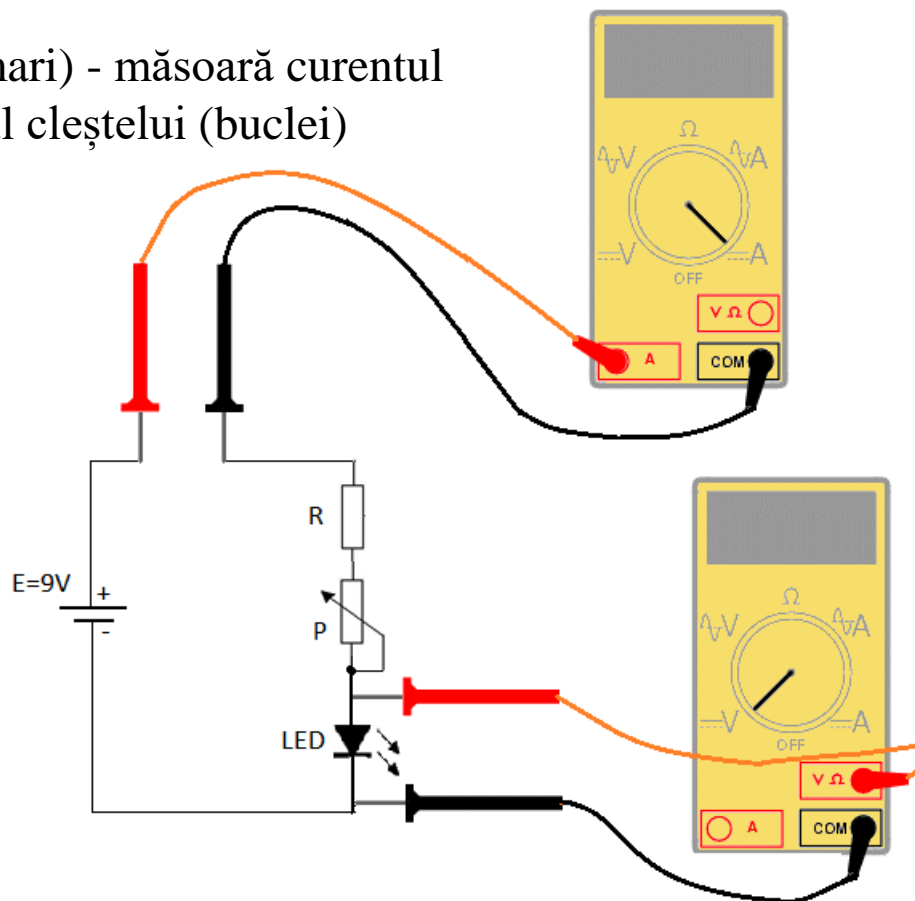 nari) - măsoară curentul
l cleștelui (buclei)
Ω
V
A
V
A
OFF
V Ω
A
COM
R
E=9V
+
-
P
LED
Ω
V
A
V
A
OFF
V Ω
A
COM